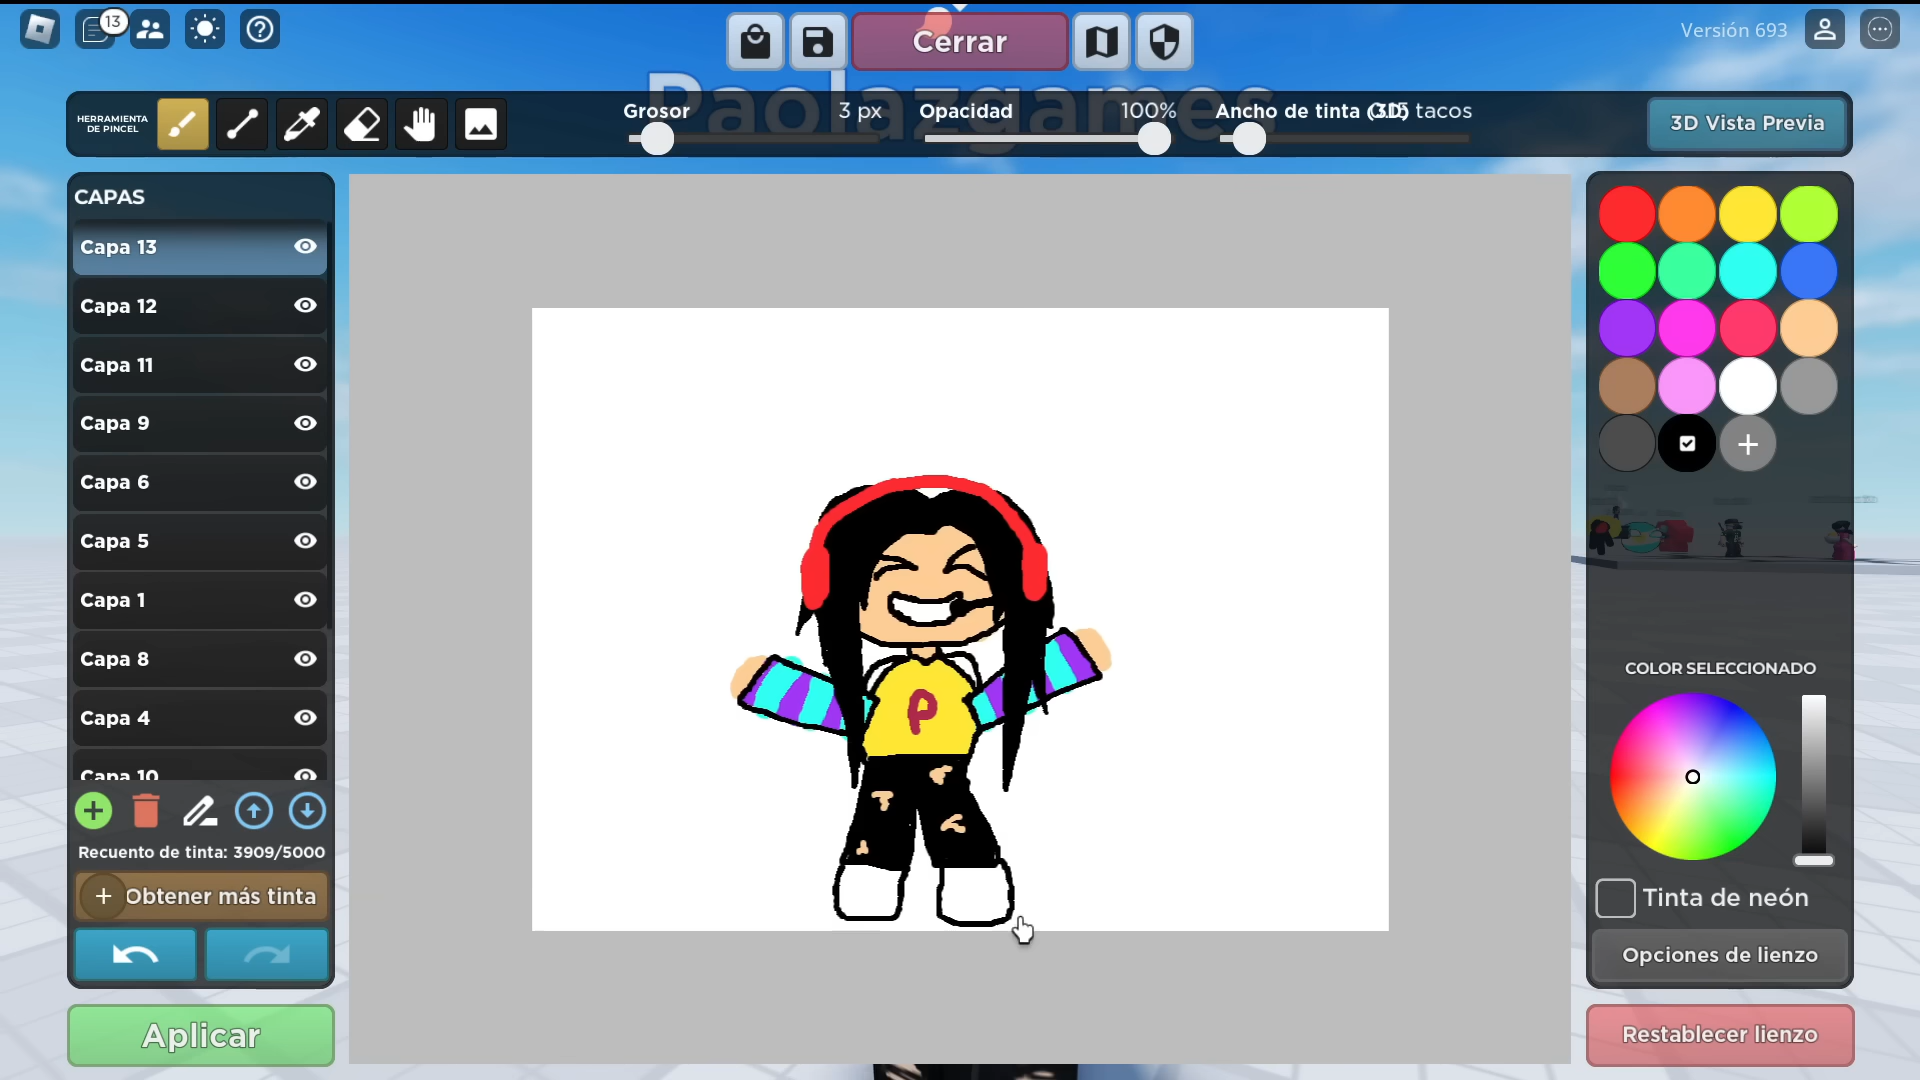 13
Cerrar
Versión 693
Paolazgames
HERRAMIENTA
DE PINCEL
Grosor
3 px
Opacidad
100%
Ancho de tinta (3D)
tacos
3D Vista Previa
CAPAS
Capa 13
Capa 12
Capa 11
Capa 9
Capa 6
Capa 5
Capa 1
Capa 8
Capa 4
Capa 10
Recuento de tinta: 3909/5000
+ Obtener más tinta
Aplicar
P
COLOR SELECCIONADO
Tinta de neón
Opciones de lienzo
Restablecer lienzo